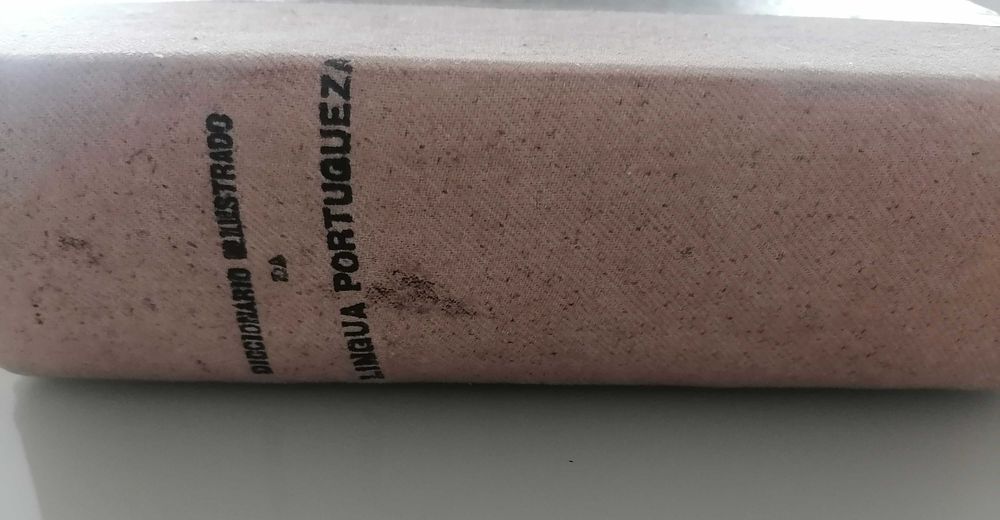 DICCIONARIO ILLUSTRADO
DA
LINGUA PORTUGUEZA